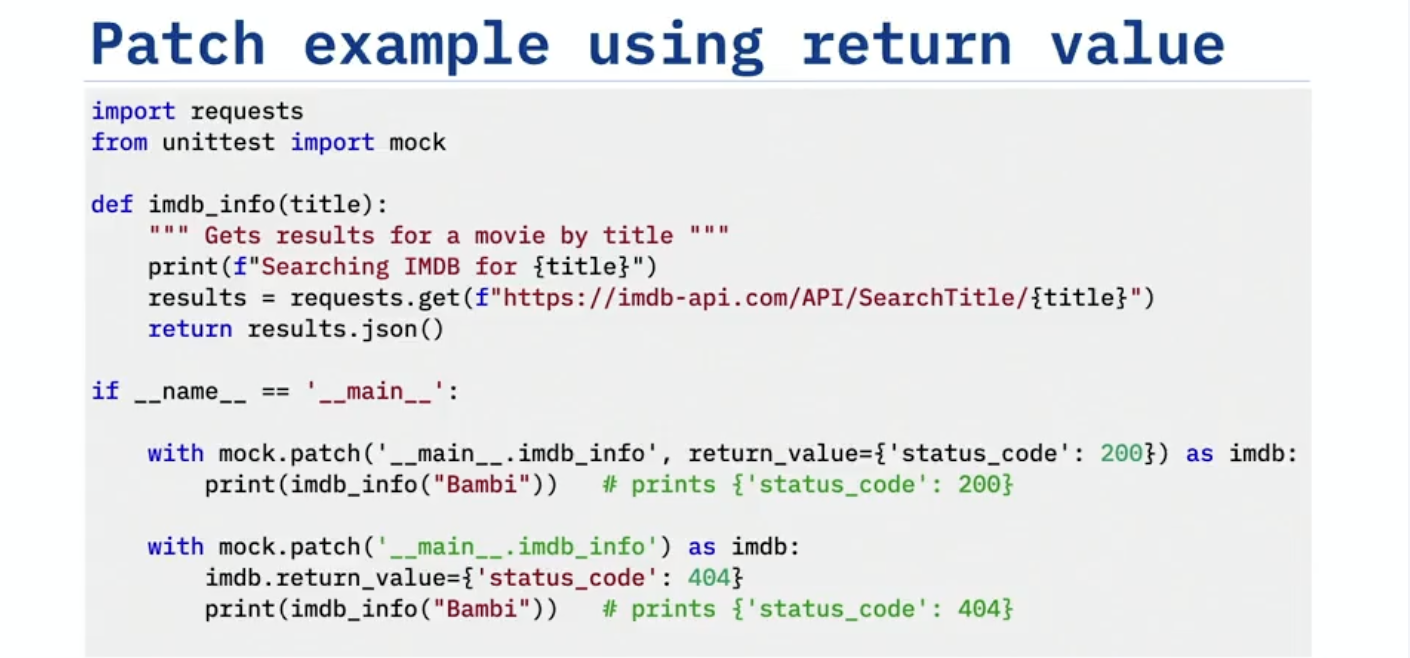 Patch example using return value
import requests
from unittest import mock
def imdb_info(title):
    """ Gets results for a movie by title """
    print(f"Searching IMDB for {title}")
    results = requests.get(f"https://imdb-api.com/API/SearchTitle/{title}")
    return results.json()
if __name__ == '__main__':
    with mock.patch('__main__.imdb_info', return_value={'status_code': 200}) as imdb:
        print(imdb_info("Bambi"))   # prints {'status_code': 200}
    with mock.patch('__main__.imdb_info') as imdb:
        imdb.return_value={'status_code': 404}
        print(imdb_info("Bambi"))   # prints {'status_code': 404}